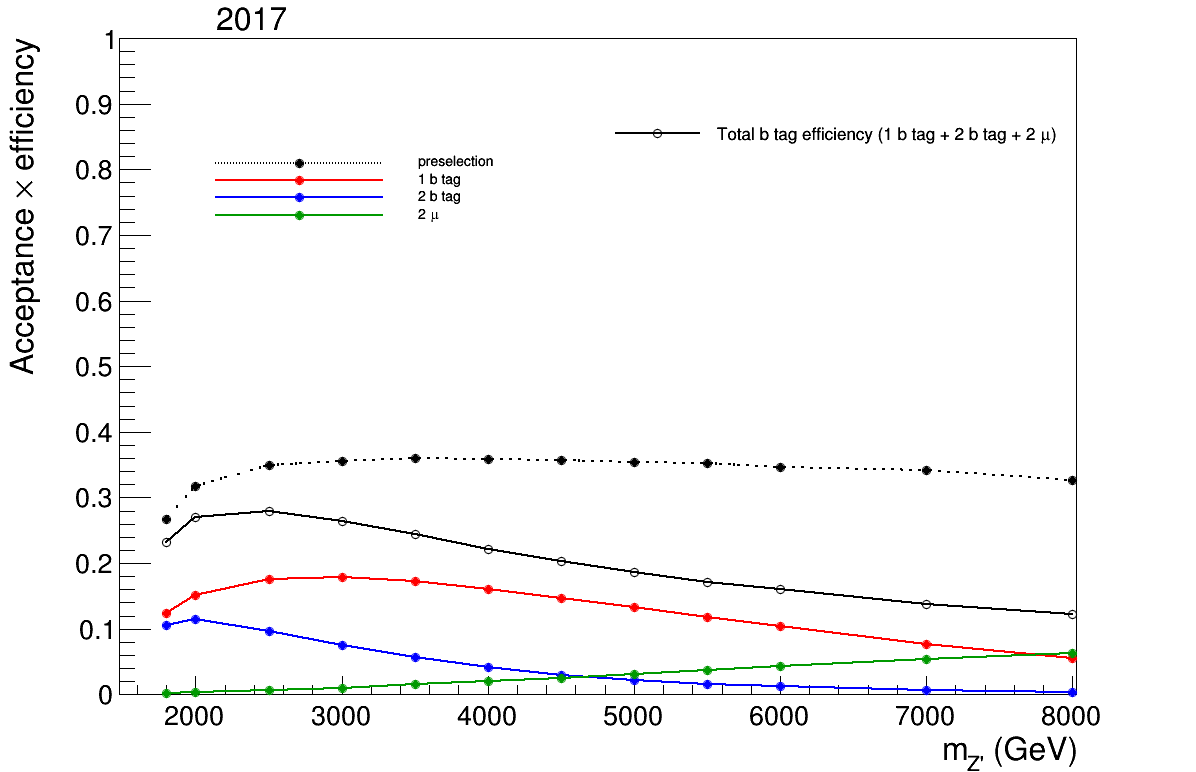 2017
Acceptance × efficiency
1
0.9
0.8
0.7
0.6
0.5
0.4
0.3
0.2
0.1
0
Total b tag efficiency (1 b tag + 2 b tag + 2 μ)
preselection
1 b tag
2 b tag
2 μ
2000 3000 4000 5000 6000 7000 8000
m_Z' (GeV)